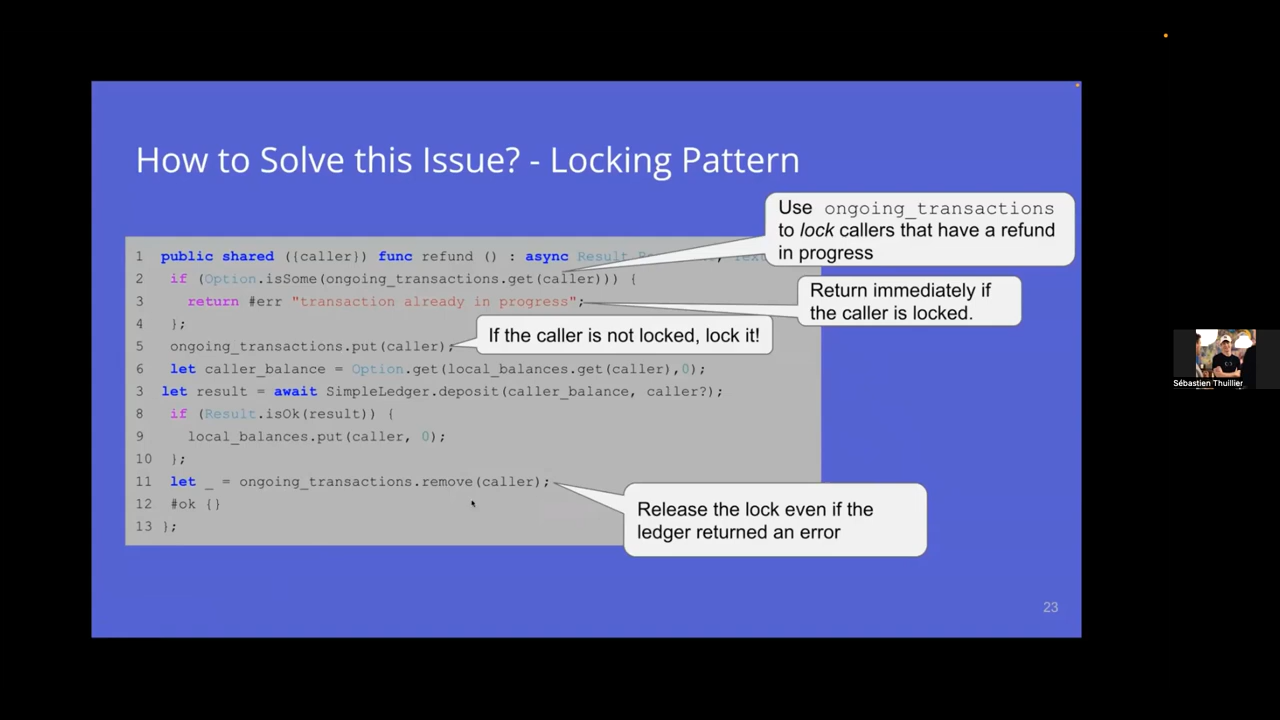 How to Solve this Issue? - Locking Pattern
Use ongoing_transactions
to lock callers that have a refund
in progress
1 public shared ({caller}) func refund () : async Result
2 if (Option.isSome(ongoing_transactions.get(caller))) {
Return immediately if
the caller is locked.
3 return #err "transaction already in progress";
4 };
If the caller is not locked, lock it!
5 ongoing_transactions.put(caller);
6 let caller_balance = Option.get(local_balances.get(caller),0);
3 let result = await SimpleLedger.deposit(caller_balance, caller?);
8 if (Result.isOk(result)) {
9 local_balances.put(caller, 0);
10 };
11 let _ = ongoing_transactions.remove(caller);
Release the lock even if the
ledger returned an error
12 #ok {}
13 };
23
Sébastien Thuillier